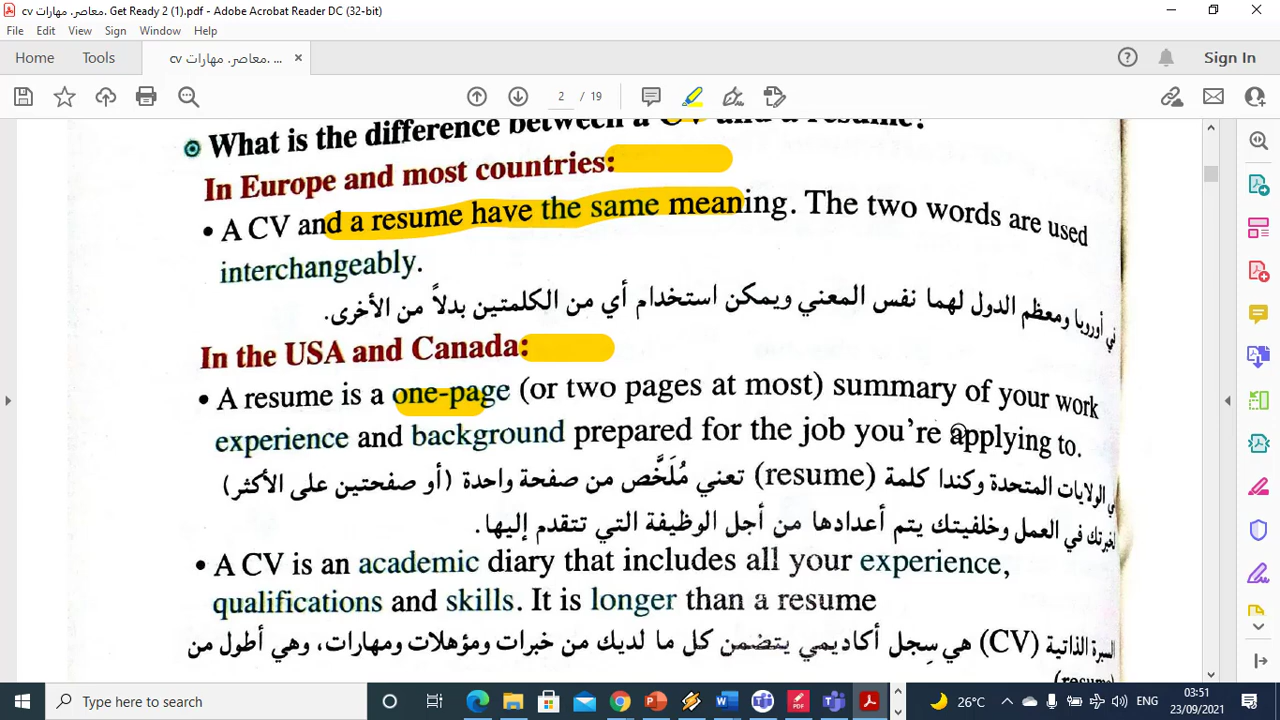 معاصر. مهارات cv. Get Ready 2 (1).pdf - Adobe Acrobat Reader DC (32-bit)
File Edit View Sign Window Help
Home Tools معاصر. مهارات cv. ... × Sign In
2 / 19
What is the difference between a CV and a resume?
In Europe and most countries:
• A CV and a resume have the same meaning. The two words are used
interchangeably.
في أوروبا ومعظم الدول لهما نفس المعني ويمكن استخدام أي من الكلمتين بدلاً من الأخرى.
In the USA and Canada:
• A resume is a one-page (or two pages at most) summary of your work
experience and background prepared for the job you're applying to.
الولايات المتحدة وكندا كلمة (resume) تعني مُلَخَّص من صفحة واحدة (أو صفحتين على الأكثر)
لخبرتك في العمل وخلفيتك يتم أعدادها من أجل الوظيفة التي تتقدم إليها.
• A CV is an academic diary that includes all your experience,
qualifications and skills. It is longer than a resume
السيرة الذاتية (CV) هي سِجل أكاديمي يتضمن كل ما لديك من خبرات ومؤهلات ومهارات، وهي أطول من
Type here to search
26°C ENG 03:51
23/09/2021